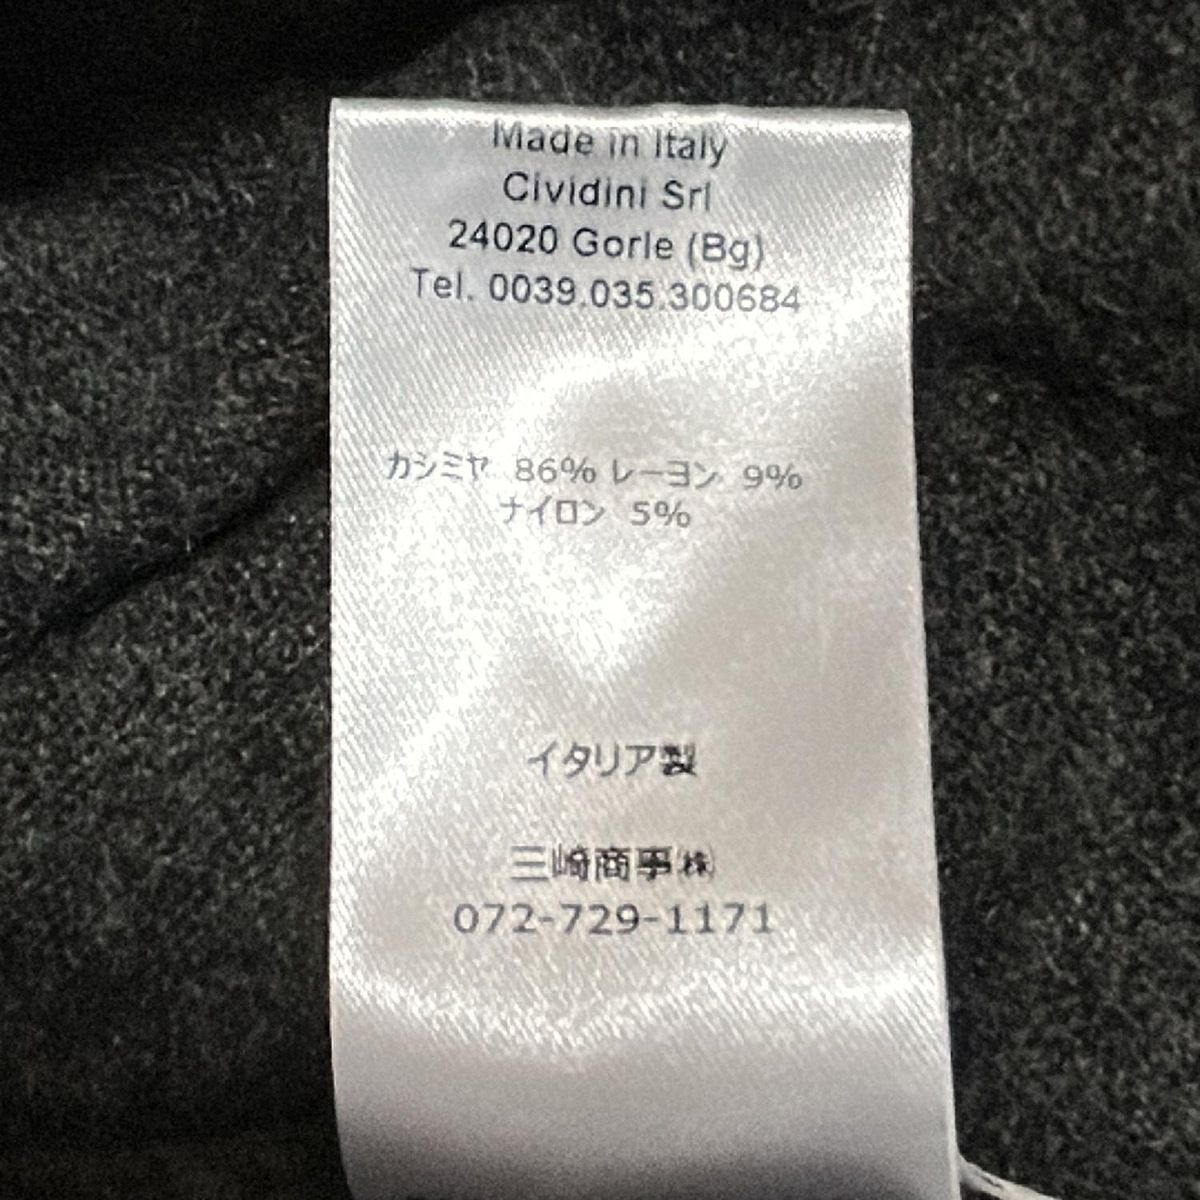 Made in Italy
Cividini Srl
24020 Gorle (Bg)
Tel. 0039.035.300684
カシミヤ 86% レーヨン 9%
ナイロン 5%
イタリア製
三崎商事㈱
072-729-1171